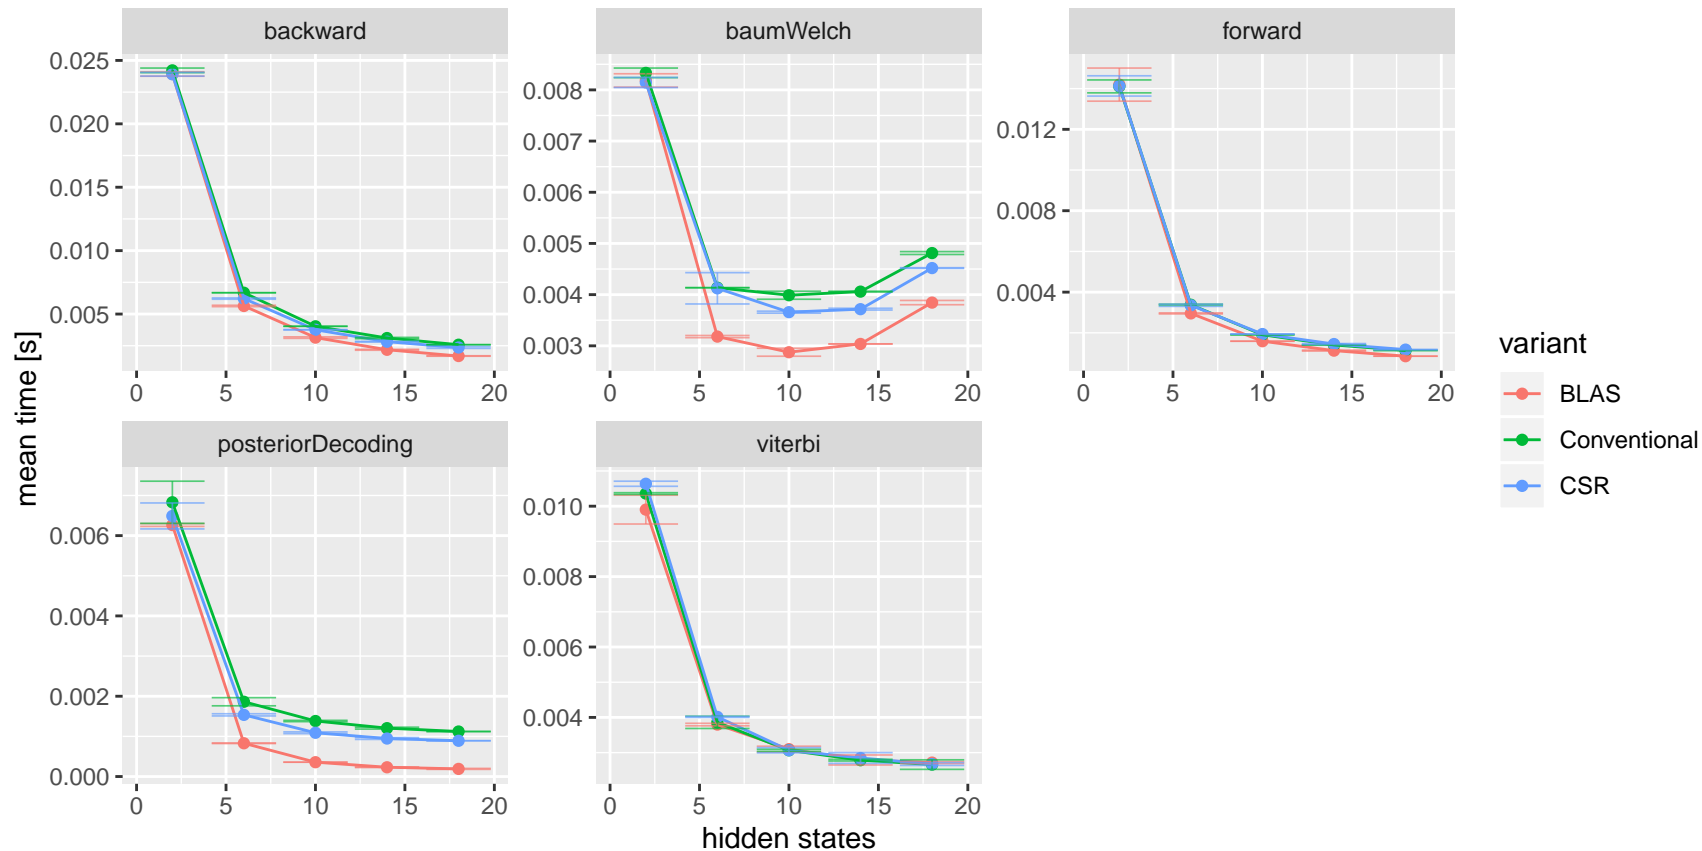 backward
baumWelch
forward
0.025
0.020
0.015
0.010
0.005
0.008
0.007
0.006
0.005
0.004
0.003
0.012
0.008
0.004
0 5 10 15 20
0 5 10 15 20
0 5 10 15 20
posteriorDecoding
viterbi
0.006
0.004
0.002
0.000
0.010
0.008
0.006
0.004
0 5 10 15 20
0 5 10 15 20
mean time [s]
hidden states
variant
BLAS
Conventional
CSR